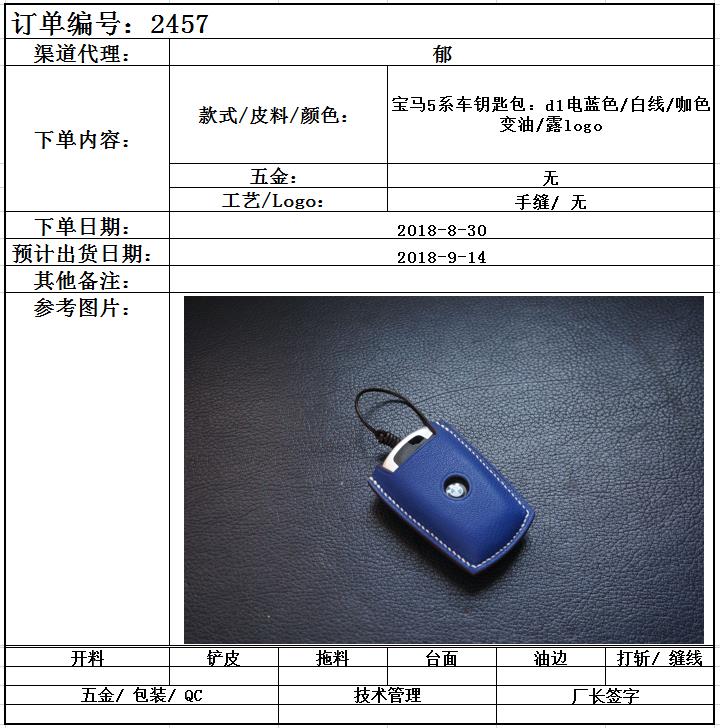 订单编号：2457
渠道代理： 郁
下单内容： 款式/皮料/颜色： 宝马5系车钥匙包：d1电蓝色/白线/咖色
变油/露logo
五金： 无
工艺/Logo： 手缝/ 无
下单日期： 2018-8-30
预计出货日期： 2018-9-14
其他备注：
参考图片：
开料 铲皮 拖料 台面 油边 打斩/ 缝线
五金/ 包装/ QC 技术管理 厂长签字